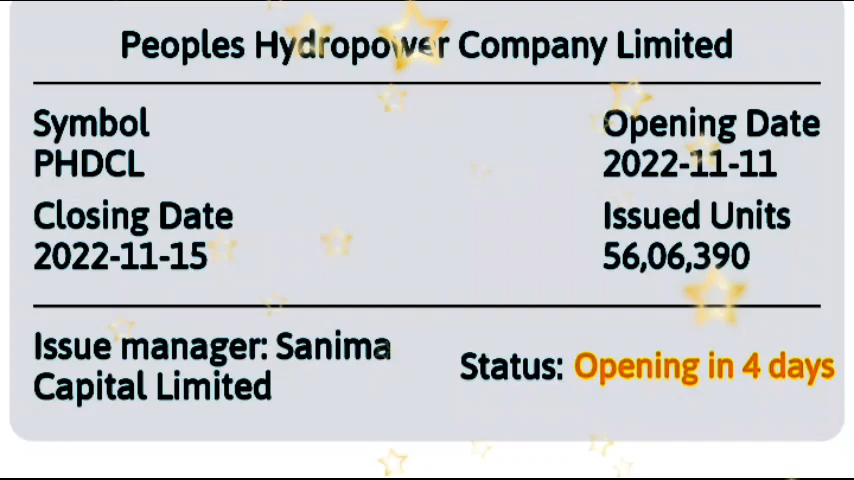 Peoples Hydropower Company Limited
Symbol
PHDCL
Opening Date
2022-11-11
Closing Date
2022-11-15
Issued Units
56,06,390
Issue manager: Sanima
Capital Limited
Status: Opening in 4 days